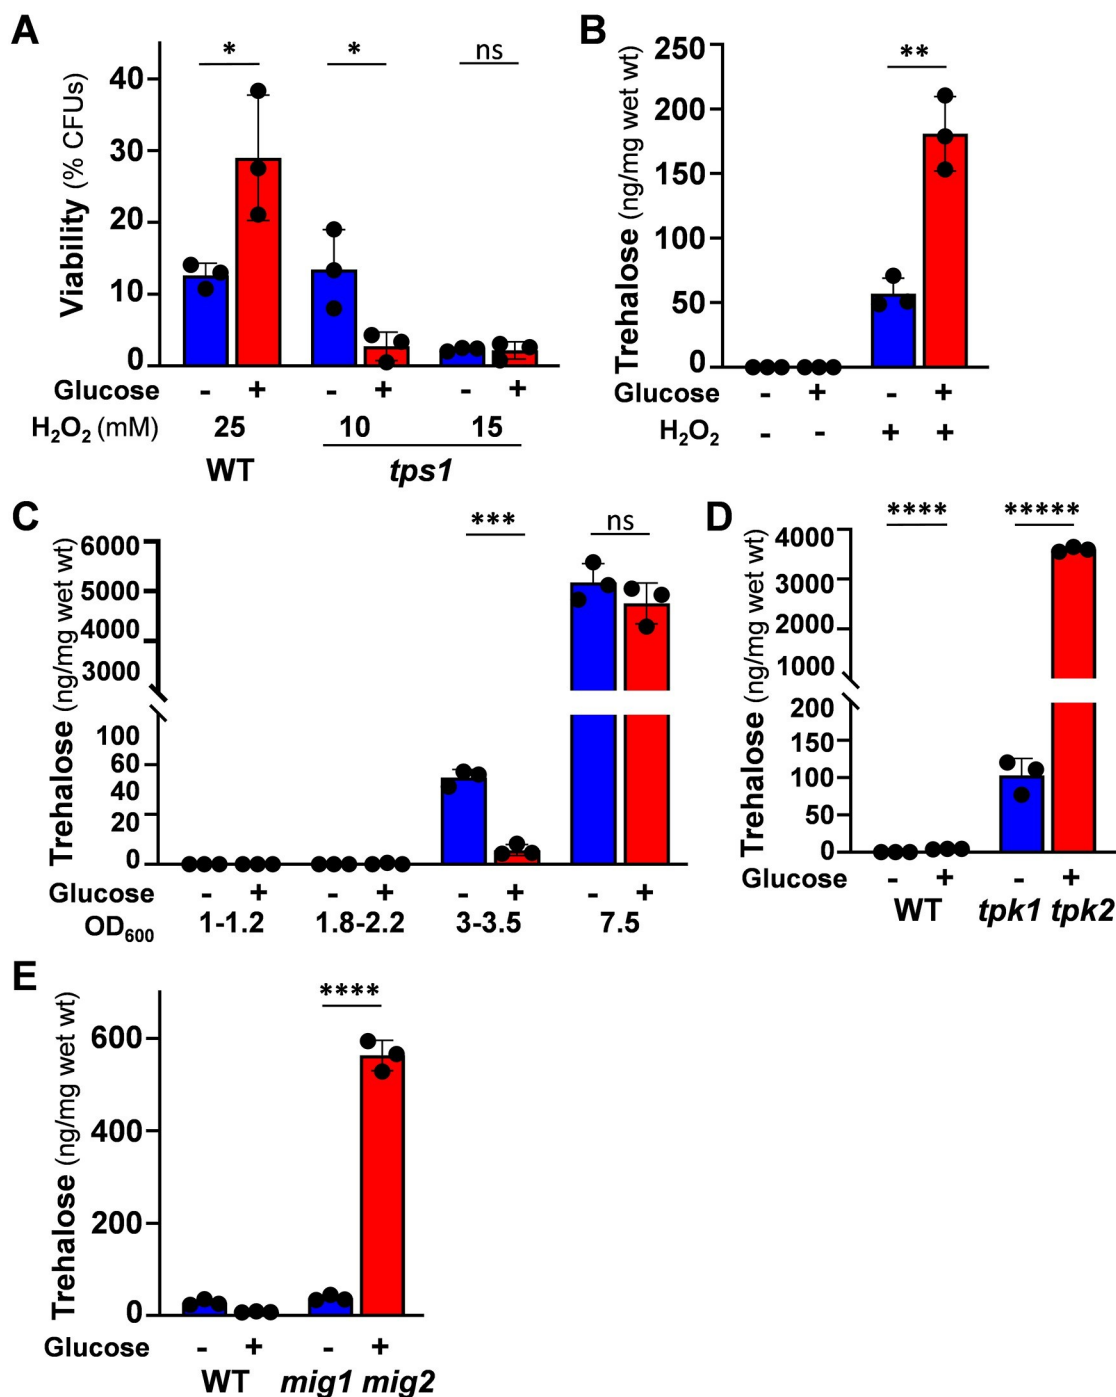 A
Viability (% CFUs)
40
30
20
10
0
* * ns
Glucose - + - + - +
H₂O₂ (mM) 25 10 15
WT tps1
B
Trehalose (ng/mg wet wt)
250
200
150
100
50
0
**
Glucose - + - +
H₂O₂ - - + +
C
Trehalose (ng/mg wet wt)
6000
5000
4000
3000
100
60
40
20
0
*** ns
Glucose - + - + - + - +
OD₆₀₀ 1-1.2 1.8-2.2 3-3.5 7.5
D
Trehalose (ng/mg wet wt)
4000
3000
2000
1000
200
150
100
50
0
**** *****
Glucose - + - +
WT tpk1 tpk2
E
Trehalose (ng/mg wet wt)
600
400
200
0
****
Glucose - + - +
WT mig1 mig2